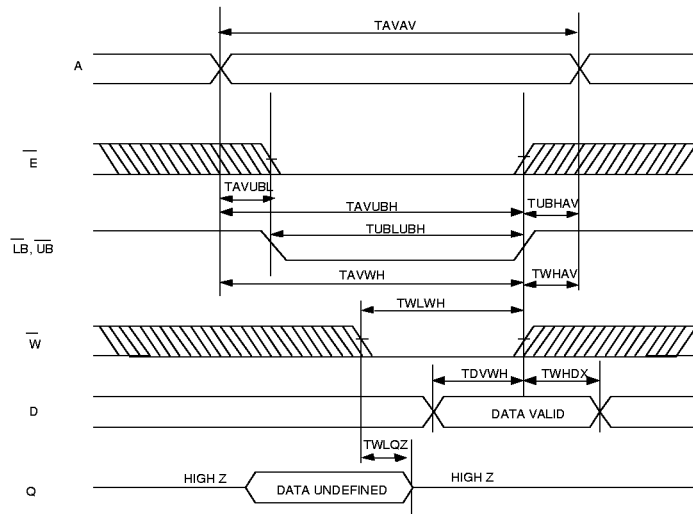 TAVAV
A
E
TAVUBL
TAVUBH
TUBHAV
TUBLUBH
LB, UB
TAVWH
TWHAV
TWLWH
W
TDVWH
TWHDX
D
DATA VALID
TWLQZ
HIGH Z
HIGH Z
Q
DATA UNDEFINED